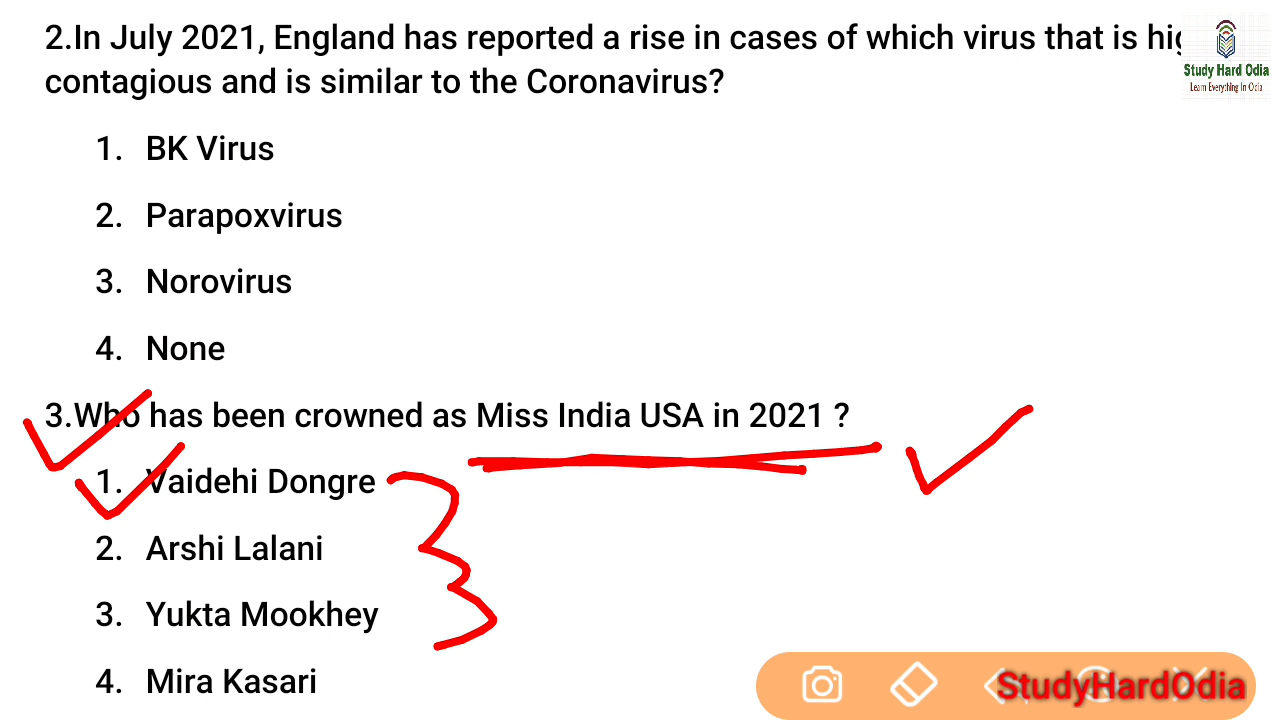 2.In July 2021, England has reported a rise in cases of which virus that is
contagious and is similar to the Coronavirus?
Study Hard Odia
Learn Everything In Odia
1. BK Virus
2. Parapoxvirus
3. Norovirus
4. None
3.Who has been crowned as Miss India USA in 2021 ?
1. Vaidehi Dongre
2. Arshi Lalani
3. Yukta Mookhey
4. Mira Kasari
StudyHardOdia